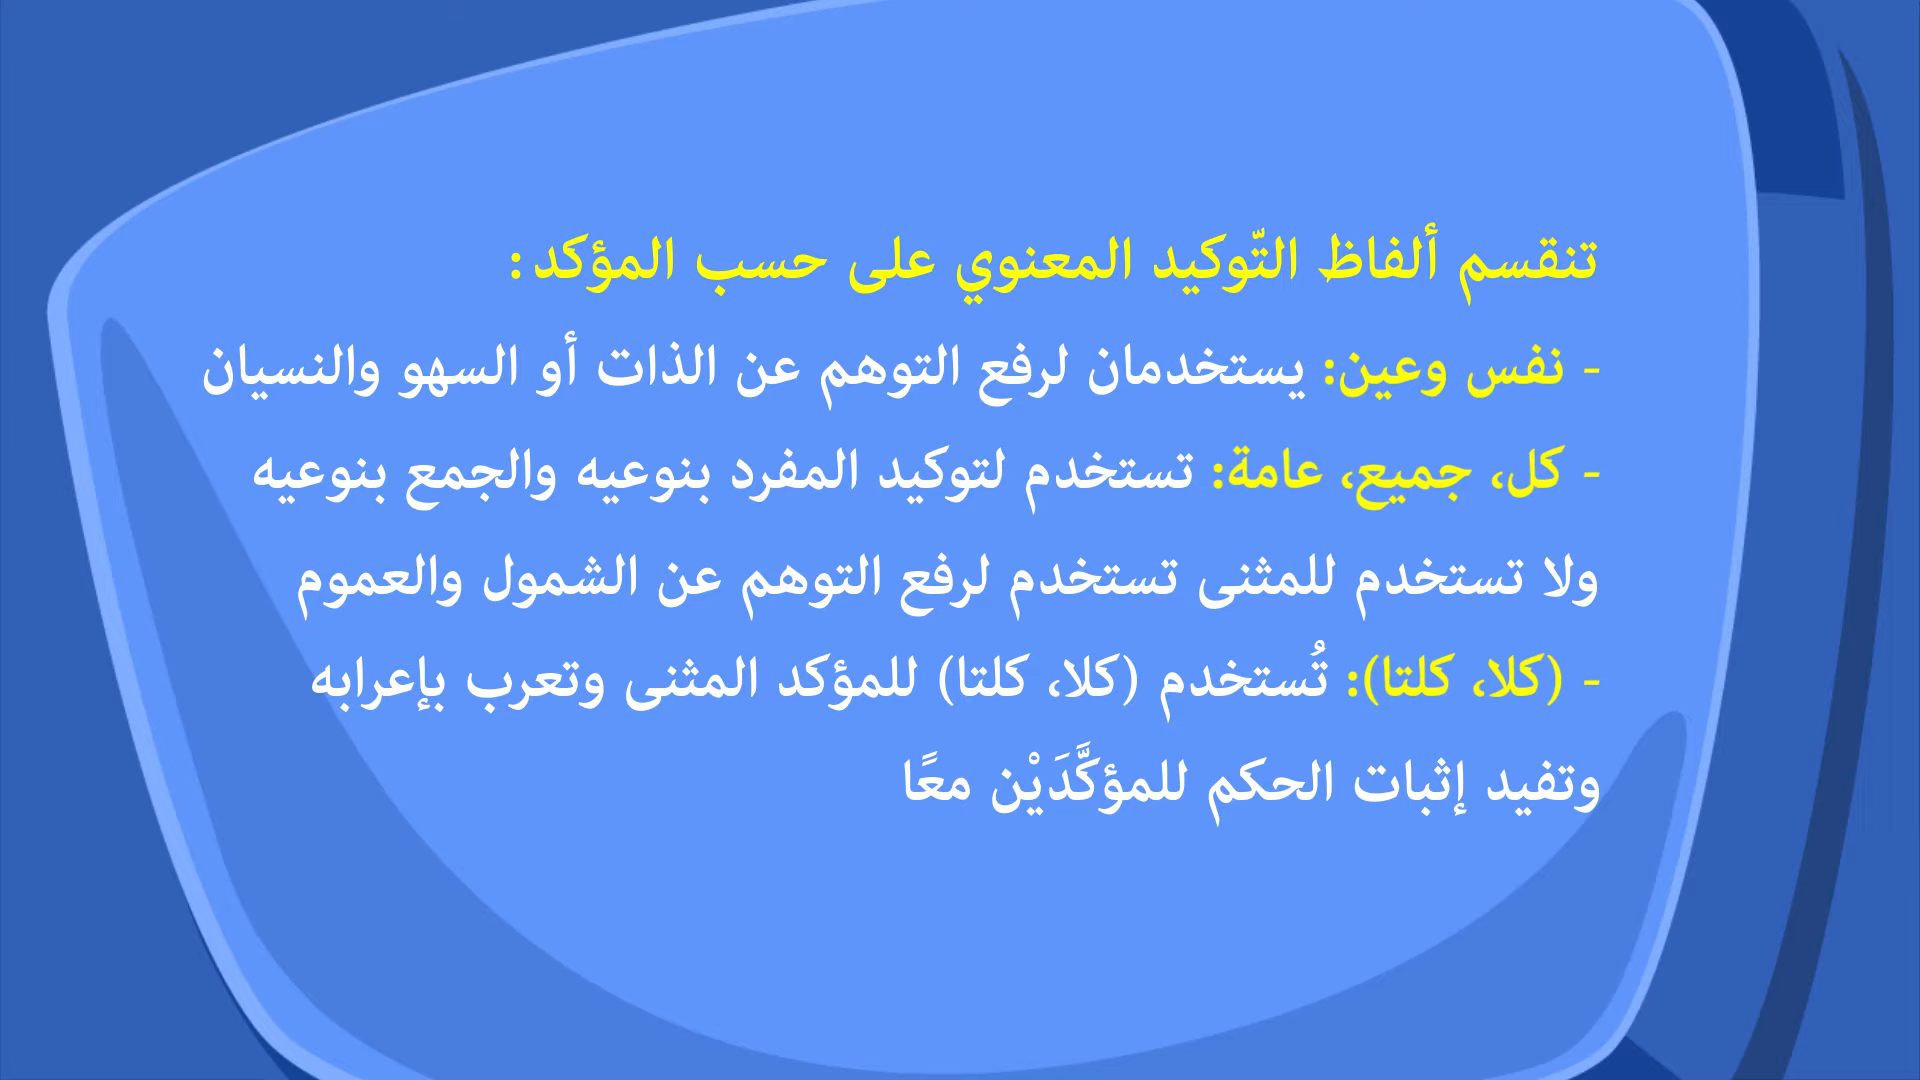 تنقسم ألفاظ التّوكيد المعنوي على حسب المؤكد:
- نفس وعين: يستخدمان لرفع التوهم عن الذات أو السهو والنسيان
- كل، جميع، عامة: تستخدم لتوكيد المفرد بنوعيه والجمع بنوعيه
ولا تستخدم للمثنى تستخدم لرفع التوهم عن الشمول والعموم
- (كلا، كلتا): تُستخدم (كلا، كلتا) للمؤكد المثنى وتعرب بإعرابه
وتفيد إثبات الحكم للمؤكَّدَيْن معًا